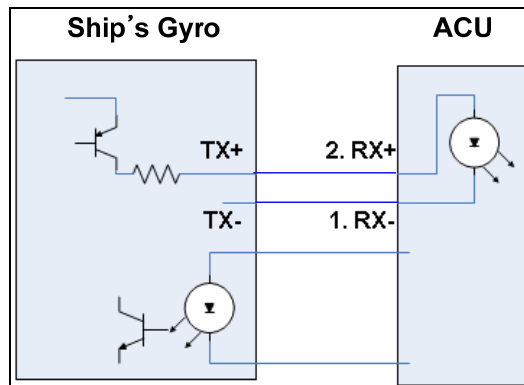 Ship's Gyro ACU
TX+ 2. RX+
TX- 1. RX-